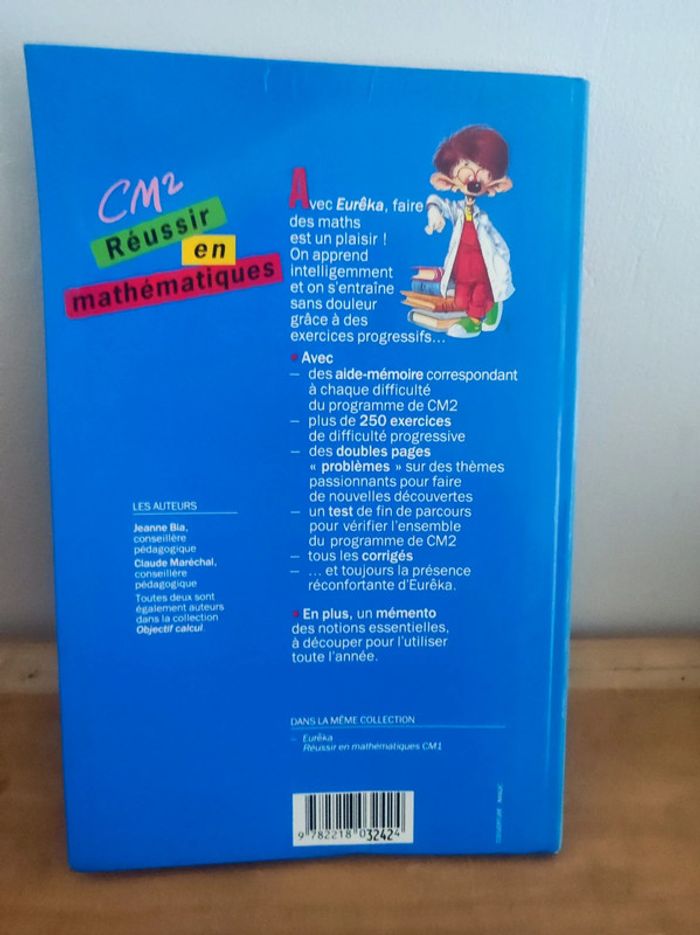 CM2
Réussir
en
mathématiques
Avec Eurêka, faire
des maths
est un plaisir !
On apprend
intelligemment
et on s'entraîne
sans douleur
grâce à des
exercices progressifs...
• Avec
– des aide-mémoire correspondant
à chaque difficulté
du programme de CM2
– plus de 250 exercices
de difficulté progressive
– des doubles pages
« problèmes » sur des thèmes
passionnants pour faire
de nouvelles découvertes
– un test de fin de parcours
pour vérifier l'ensemble
du programme de CM2
– tous les corrigés
– ... et toujours la présence
réconfortante d'Eurêka.
• En plus, un mémento
des notions essentielles,
à découper pour l'utiliser
toute l'année.
LES AUTEURS
Jeanne Bia,
conseillère
pédagogique
Claude Maréchal,
conseillère
pédagogique
Toutes deux sont
également auteurs
dans la collection
Objectif calcul.
DANS LA MÊME COLLECTION
– Eurêka
Réussir en mathématiques CM1
9 782218 032424